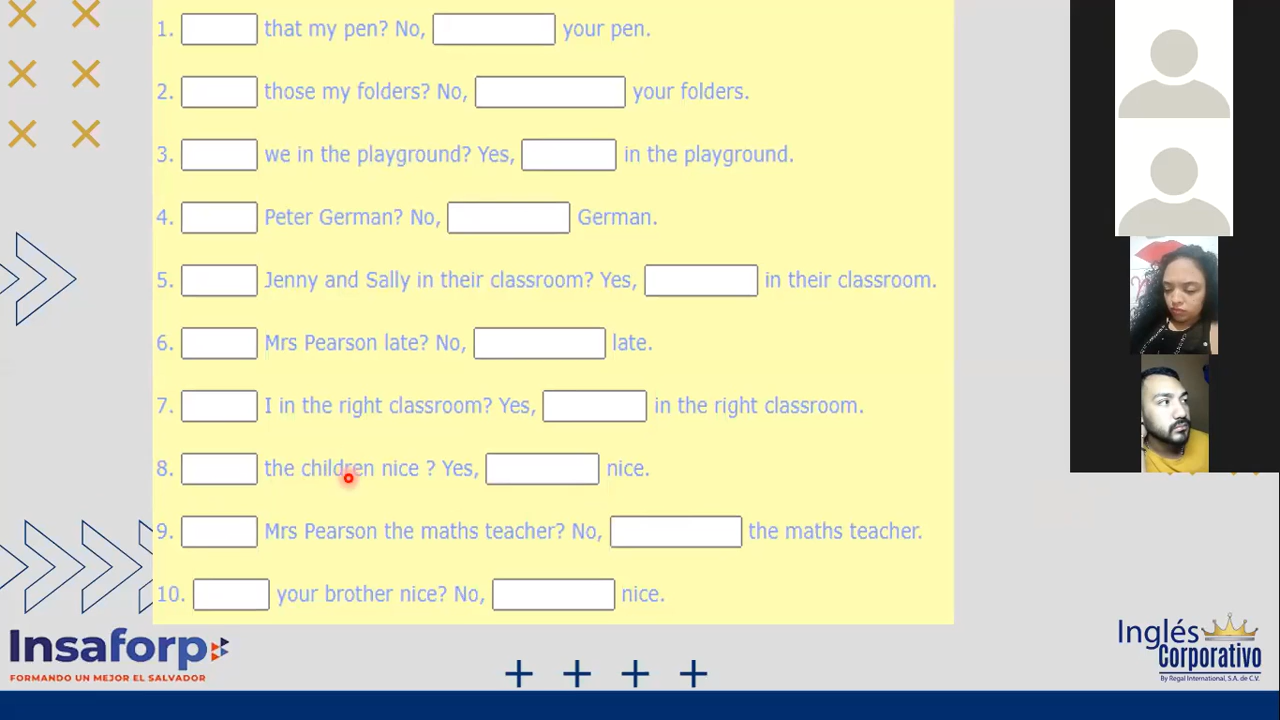 1. that my pen? No, your pen.
2. those my folders? No, your folders.
3. we in the playground? Yes, in the playground.
4. Peter German? No, German.
5. Jenny and Sally in their classroom? Yes, in their classroom.
6. Mrs Pearson late? No, late.
7. I in the right classroom? Yes, in the right classroom.
8. the children nice ? Yes, nice.
9. Mrs Pearson the maths teacher? No, the maths teacher.
10. your brother nice? No, nice.
Insaforp
FORMANDO UN MEJOR EL SALVADOR
Inglés
Corporativo
By Regal International, S.A. de C.V.